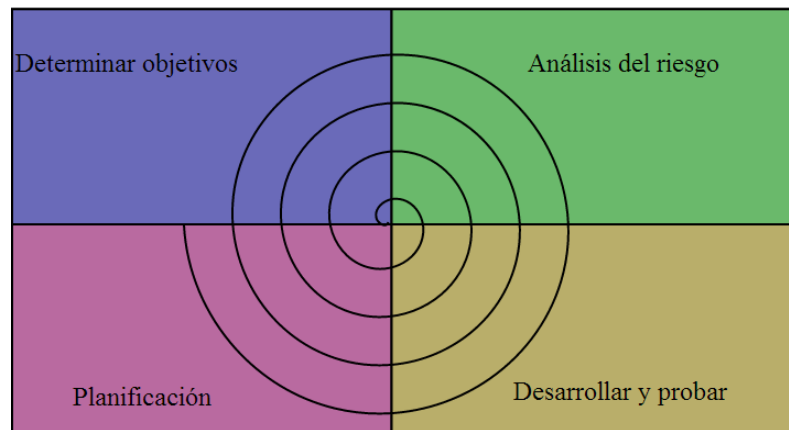 Determinar objetivos
Análisis del riesgo
Planificación
Desarrollar y probar